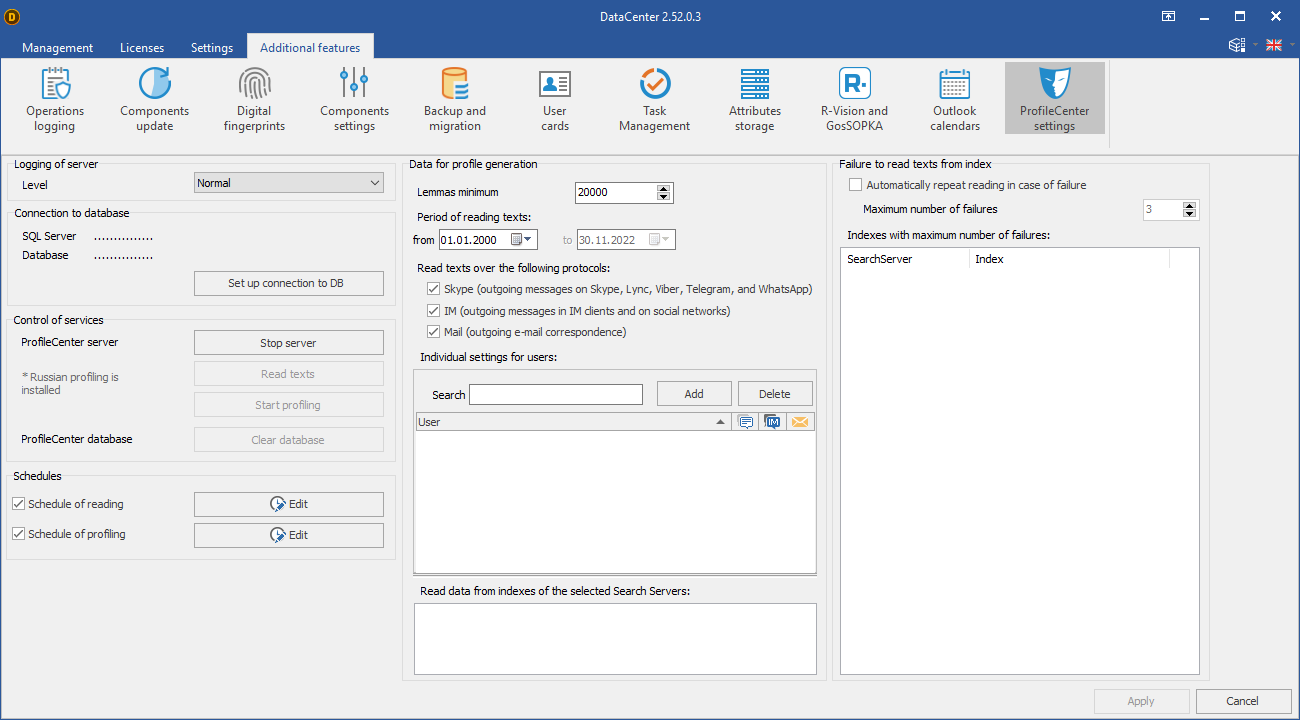 D
DataCenter 2.52.0.3
Management Licenses Settings Additional features
Operations logging
Components update
Digital fingerprints
Components settings
Backup and migration
User cards
Task Management
Attributes storage
R-Vision and GosSOPKA
Outlook calendars
ProfileCenter settings
Logging of server
Level Normal
Connection to database
SQL Server ...............
Database ...............
Set up connection to DB
Control of services
ProfileCenter server Stop server
* Russian profiling is
installed
Read texts
Start profiling
ProfileCenter database Clear database
Schedules
Schedule of reading Edit
Schedule of profiling Edit
Data for profile generation
Lemmas minimum 20000
Period of reading texts:
from 01.01.2000 to 30.11.2022
Read texts over the following protocols:
Skype (outgoing messages on Skype, Lync, Viber, Telegram, and WhatsApp)
IM (outgoing messages in IM clients and on social networks)
Mail (outgoing e-mail correspondence)
Individual settings for users:
Search Add Delete
User IM
Read data from indexes of the selected Search Servers:
Failure to read texts from index
Automatically repeat reading in case of failure
Maximum number of failures 3
Indexes with maximum number of failures:
SearchServer Index
Apply Cancel